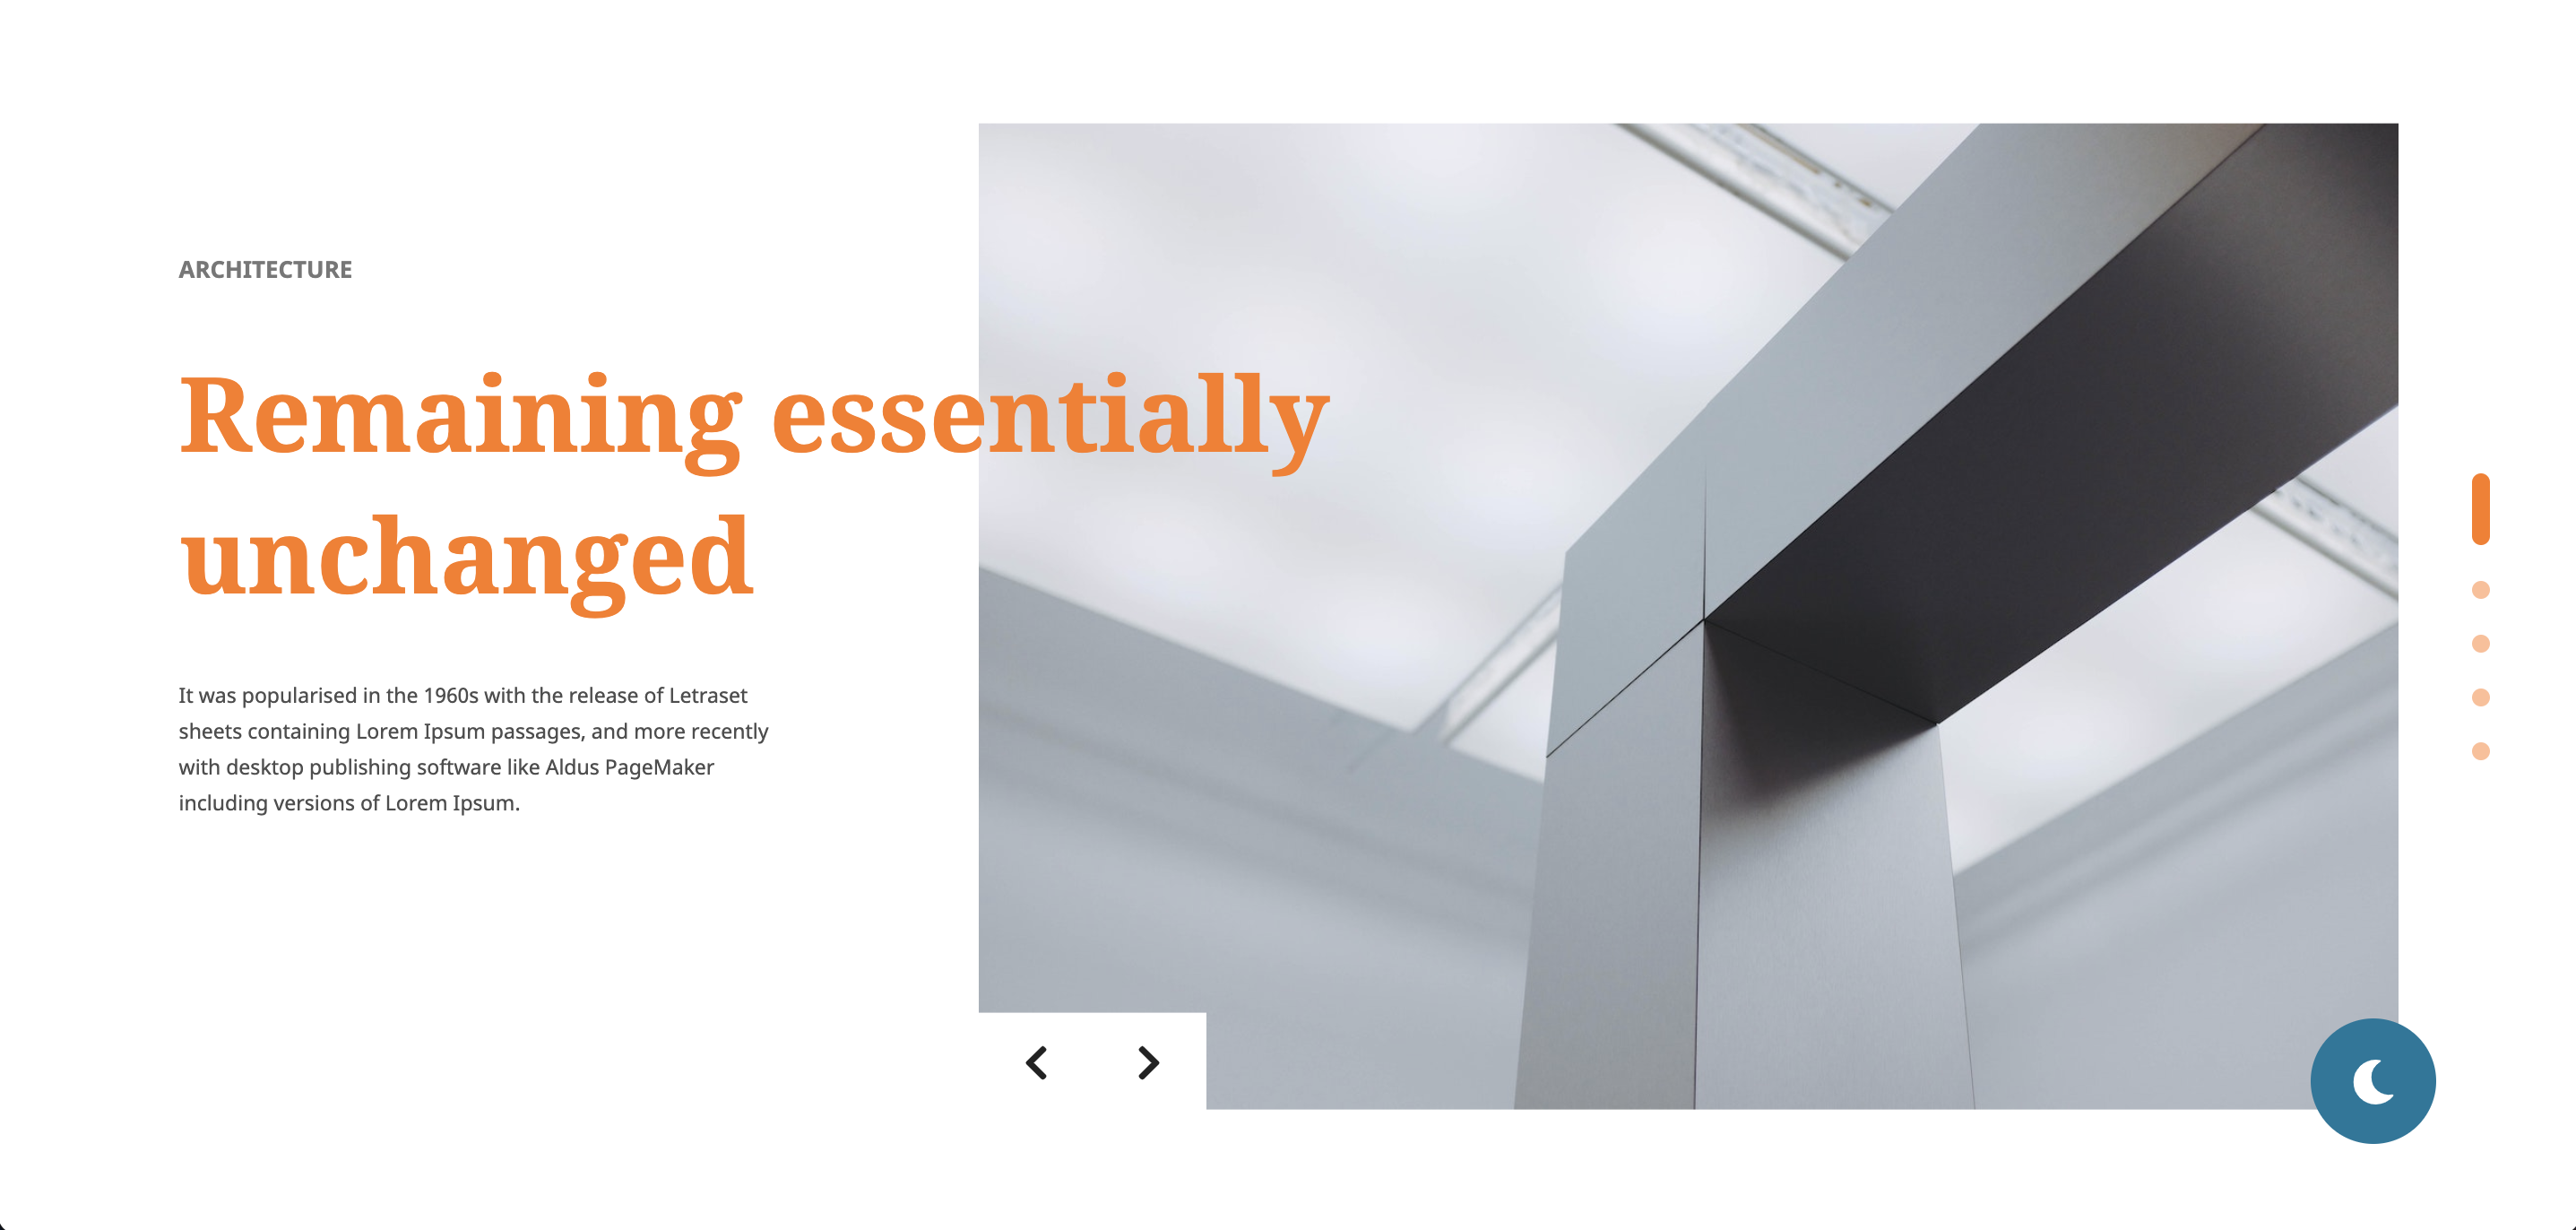 ARCHITECTURE
Remaining essentially
unchanged
It was popularised in the 1960s with the release of Letraset
sheets containing Lorem Ipsum passages, and more recently
with desktop publishing software like Aldus PageMaker
including versions of Lorem Ipsum.